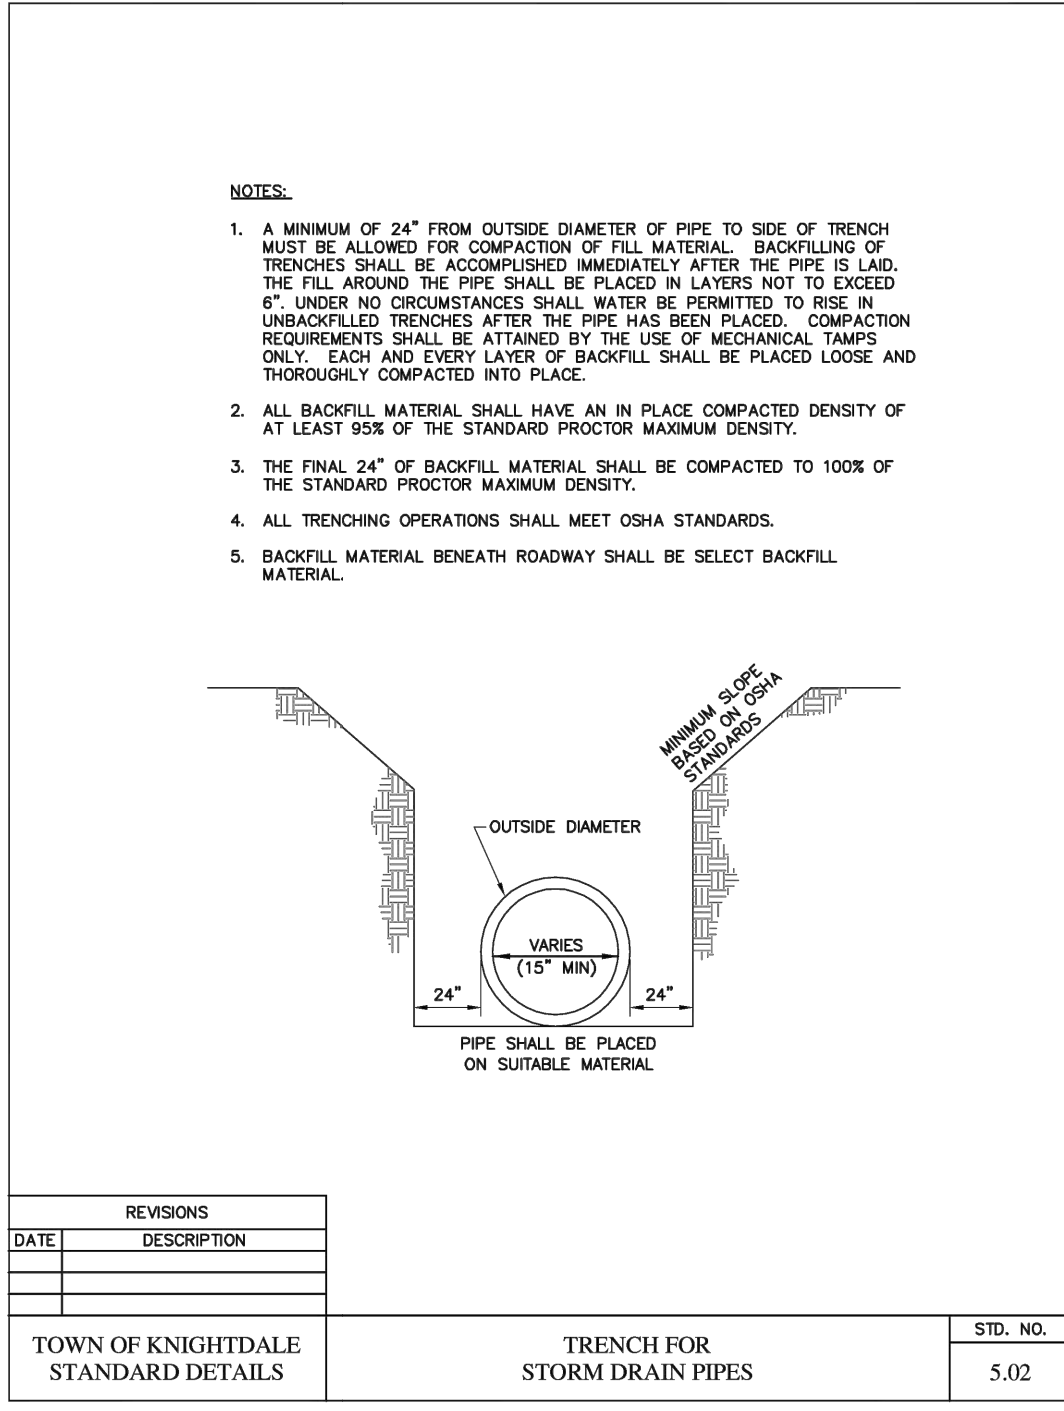 NOTES:
1. A MINIMUM OF 24" FROM OUTSIDE DIAMETER OF PIPE TO SIDE OF TRENCH
MUST BE ALLOWED FOR COMPACTION OF FILL MATERIAL. BACKFILLING OF
TRENCHES SHALL BE ACCOMPLISHED IMMEDIATELY AFTER THE PIPE IS LAID.
THE FILL AROUND THE PIPE SHALL BE PLACED IN LAYERS NOT TO EXCEED
6". UNDER NO CIRCUMSTANCES SHALL WATER BE PERMITTED TO RISE IN
UNBACKFILLED TRENCHES AFTER THE PIPE HAS BEEN PLACED. COMPACTION
REQUIREMENTS SHALL BE ATTAINED BY THE USE OF MECHANICAL TAMPS
ONLY. EACH AND EVERY LAYER OF BACKFILL SHALL BE PLACED LOOSE AND
THOROUGHLY COMPACTED INTO PLACE.
2. ALL BACKFILL MATERIAL SHALL HAVE AN IN PLACE COMPACTED DENSITY OF
AT LEAST 95% OF THE STANDARD PROCTOR MAXIMUM DENSITY.
3. THE FINAL 24" OF BACKFILL MATERIAL SHALL BE COMPACTED TO 100% OF
THE STANDARD PROCTOR MAXIMUM DENSITY.
4. ALL TRENCHING OPERATIONS SHALL MEET OSHA STANDARDS.
5. BACKFILL MATERIAL BENEATH ROADWAY SHALL BE SELECT BACKFILL
MATERIAL.
MINIMUM SLOPE
BASED ON OSHA
STANDARDS
OUTSIDE DIAMETER
VARIES
(15" MIN)
24"
24"
PIPE SHALL BE PLACED
ON SUITABLE MATERIAL
REVISIONS
DATE DESCRIPTION
TOWN OF KNIGHTDALE
STANDARD DETAILS
TRENCH FOR
STORM DRAIN PIPES
STD. NO.
5.02